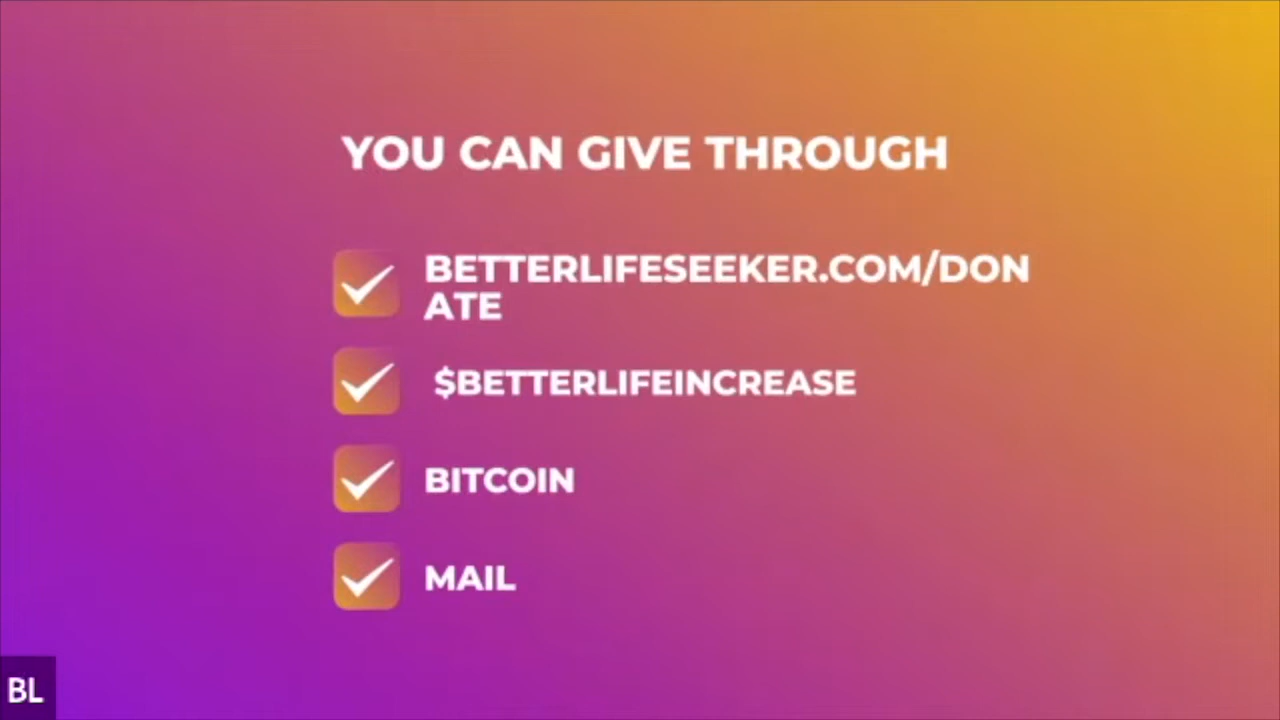 YOU CAN GIVE THROUGH
BETTERLIFESEEKER.COM/DON
ATE
$BETTERLIFEINCREASE
BITCOIN
MAIL
BL